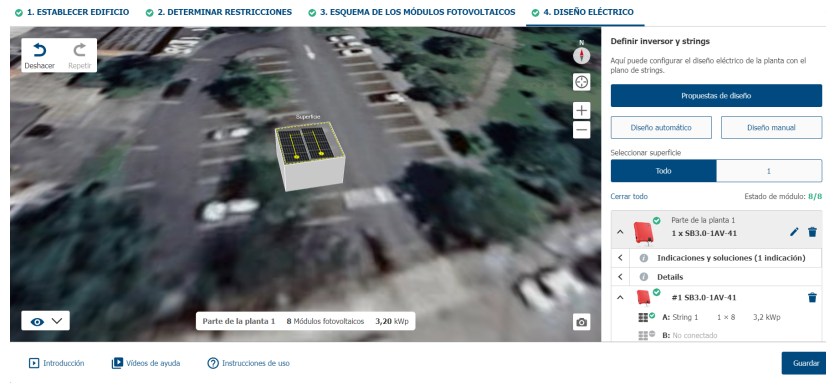 1. ESTABLECER EDIFICIO
2. DETERMINAR RESTRICCIONES
3. ESQUEMA DE LOS MÓDULOS FOTOVOLTAICOS
4. DISEÑO ELÉCTRICO
Deshacer
Repetir
N
Superficie
Parte de la planta 1 8 Módulos fotovoltaicos 3,20 kWp
Definir inversor y strings
Aquí puede configurar el diseño eléctrico de la planta con el
plano de strings.
Propuestas de diseño
Diseño automático
Diseño manual
Seleccionar superficie
Todo
1
Cerrar todo
Estado de módulo: 8/8
Parte de la planta 1
1 x SB3.0-1AV-41
Indicaciones y soluciones (1 indicación)
Details
#1 SB3.0-1AV-41
A: String 1 1 × 8 3,2 kWp
B: No conectado
Introducción
Vídeos de ayuda
Instrucciones de uso
Guardar